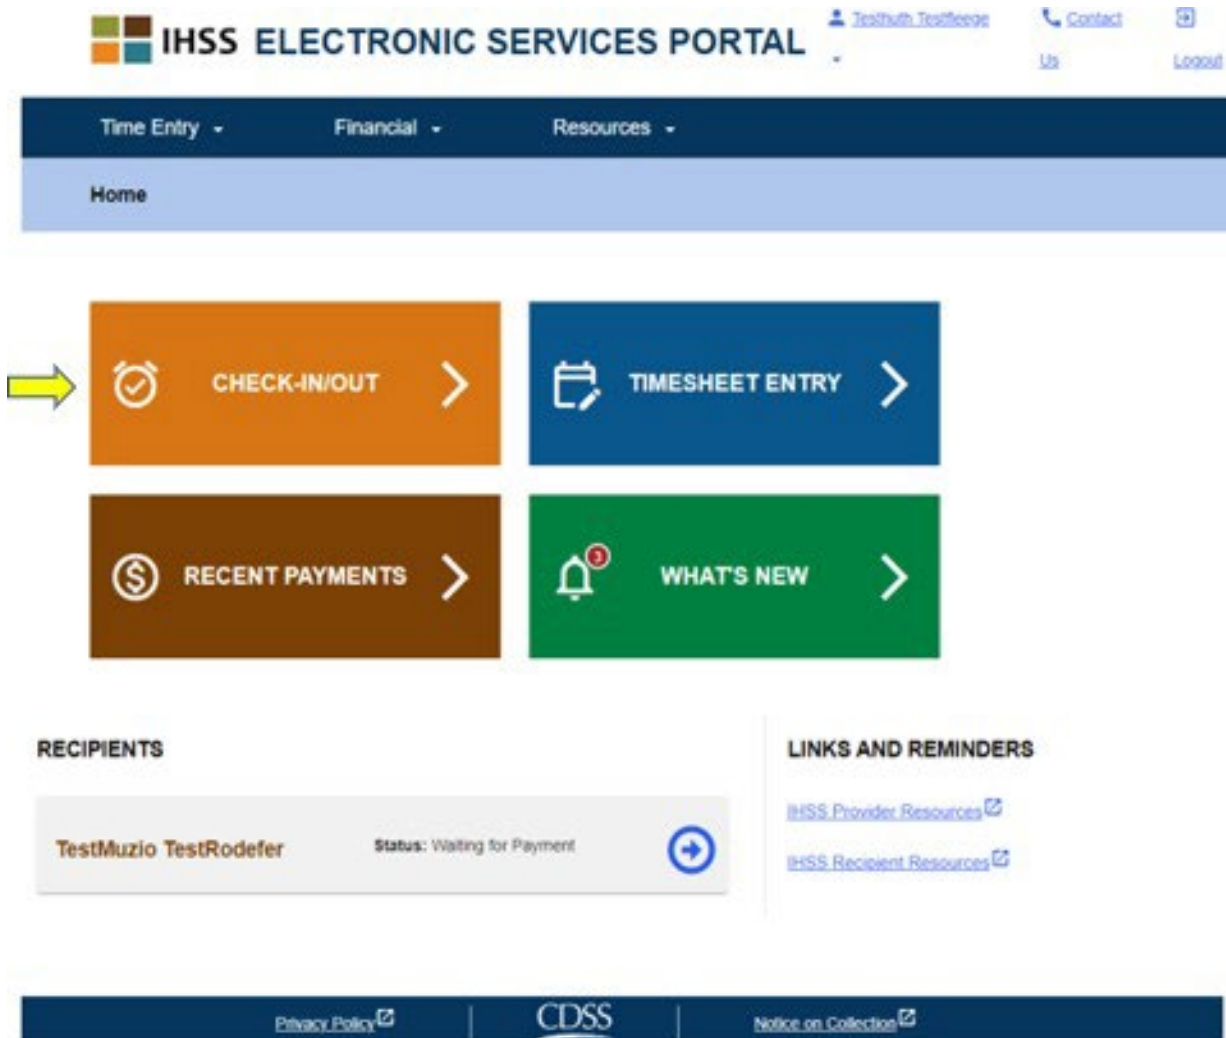 IHSS ELECTRONIC SERVICES PORTAL
Testhuth Testfleege
Contact Us
Logout
Time Entry
Financial
Resources
Home
CHECK-IN/OUT
TIMESHEET ENTRY
RECENT PAYMENTS
3
WHAT'S NEW
RECIPIENTS
TestMuzio TestRodefer
Status: Waiting for Payment
LINKS AND REMINDERS
IHSS Provider Resources
IHSS Recipient Resources
Privacy Policy
CDSS
Notice on Collection